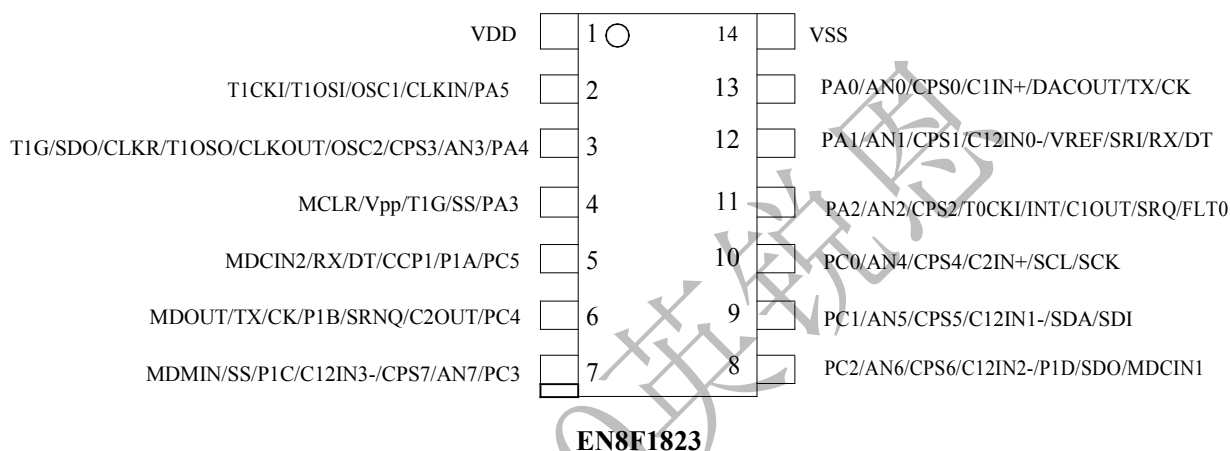 VDD 1 14 VSS
T1CKI/T1OSI/OSC1/CLKIN/PA5 2 13 PA0/AN0/CPS0/C1IN+/DACOUT/TX/CK
T1G/SDO/CLKR/T1OSO/CLKOUT/OSC2/CPS3/AN3/PA4 3 12 PA1/AN1/CPS1/C12IN0-/VREF/SRI/RX/DT
MCLR/Vpp/T1G/SS/PA3 4 11 PA2/AN2/CPS2/T0CKI/INT/C1OUT/SRQ/FLT0
MDCIN2/RX/DT/CCP1/P1A/PC5 5 10 PC0/AN4/CPS4/C2IN+/SCL/SCK
MDOUT/TX/CK/P1B/SRNQ/C2OUT/PC4 6 9 PC1/AN5/CPS5/C12IN1-/SDA/SDI
MDMIN/SS/P1C/C12IN3-/CPS7/AN7/PC3 7 8 PC2/AN6/CPS6/C12IN2-/P1D/SDO/MDCIN1
EN8F1823
英锐恩